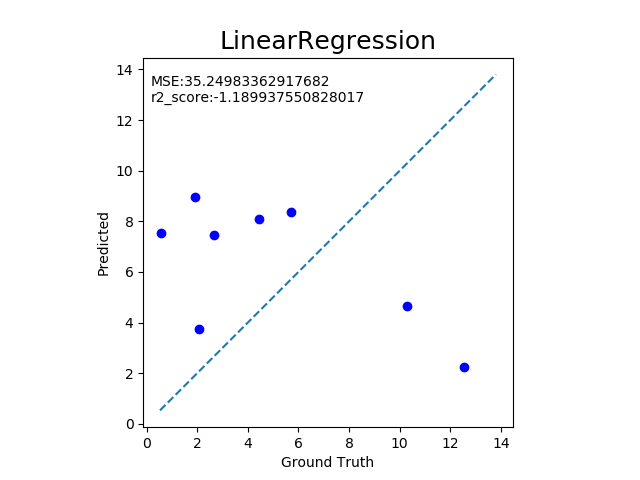 LinearRegression
MSE:35.24983362917682
r2_score:-1.189937550828017
14
12
10
8
6
4
2
0
Predicted
0 2 4 6 8 10 12 14
Ground Truth